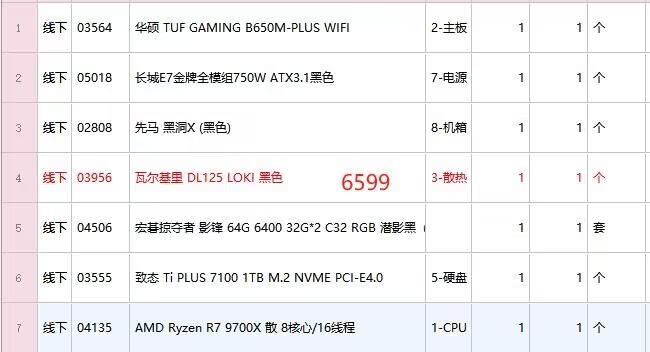 1 线下 03564 华硕 TUF GAMING B650M-PLUS WIFI 2-主板 1 1 个
2 线下 05018 长城E7金牌全模组750W ATX3.1黑色 7-电源 1 1 个
3 线下 02808 先马 黑洞X (黑色) 8-机箱 1 1 个
4 线下 03956 瓦尔基里 DL125 LOKI 黑色 6599 3-散热 1 1 个
5 线下 04506 宏碁掠夺者 影锋 64G 6400 32G*2 C32 RGB 潜影黑 ( 1 1 套
6 线下 03555 致态 Ti PLUS 7100 1TB M.2 NVME PCI-E4.0 5-硬盘 1 1 个
7 线下 04135 AMD Ryzen R7 9700X 散 8核心/16线程 1-CPU 1 1 个